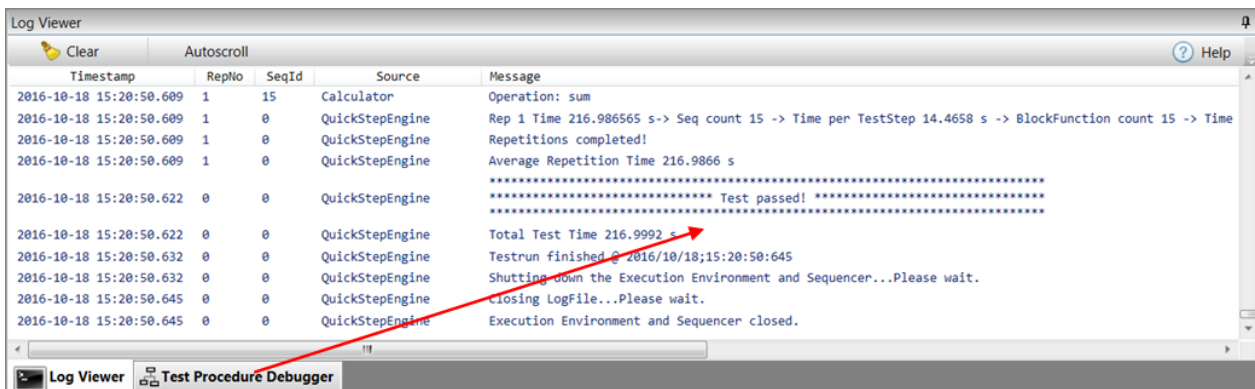 Log Viewer
Clear Autoscroll Help
Timestamp RepNo SeqId Source Message
2016-10-18 15:20:50.609 1 15 Calculator Operation: sum
2016-10-18 15:20:50.609 1 0 QuickStepEngine Rep 1 Time 216.986565 s-> Seq count 15 -> Time per TestStep 14.4658 s -> BlockFunction count 15 -> Time
2016-10-18 15:20:50.609 1 0 QuickStepEngine Repetitions completed!
2016-10-18 15:20:50.609 1 0 QuickStepEngine Average Repetition Time 216.9866 s
******************************************************************************
2016-10-18 15:20:50.622 0 0 QuickStepEngine ******************************* Test passed! ********************************
******************************************************************************
2016-10-18 15:20:50.622 0 0 QuickStepEngine Total Test Time 216.9992 s
2016-10-18 15:20:50.632 0 0 QuickStepEngine Testrun finished @ 2016/10/18;15:20:50:645
2016-10-18 15:20:50.632 0 0 QuickStepEngine Shutting down the Execution Environment and Sequencer...Please wait.
2016-10-18 15:20:50.645 0 0 QuickStepEngine Closing LogFile...Please wait.
2016-10-18 15:20:50.645 0 0 QuickStepEngine Execution Environment and Sequencer closed.
Log Viewer Test Procedure Debugger